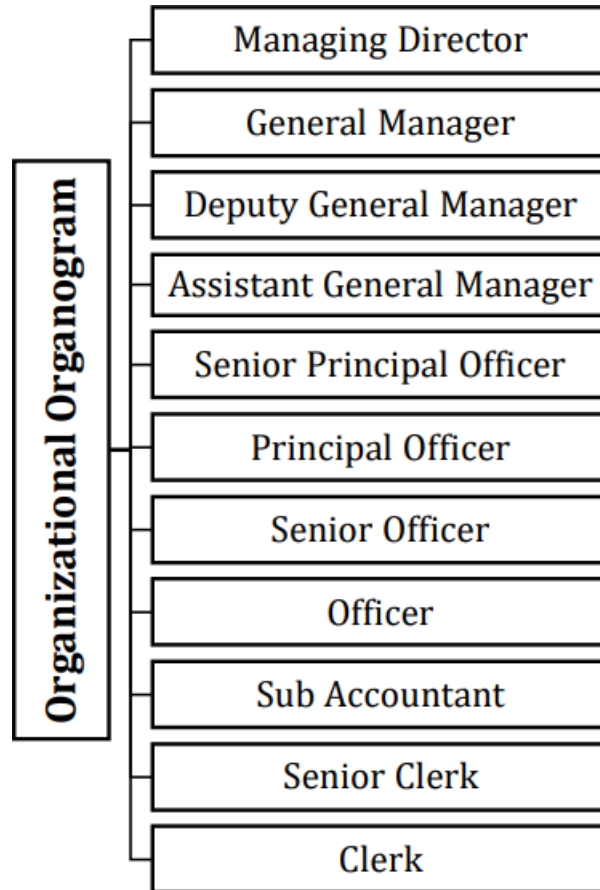 Organizational Organogram
Managing Director
General Manager
Deputy General Manager
Assistant General Manager
Senior Principal Officer
Principal Officer
Senior Officer
Officer
Sub Accountant
Senior Clerk
Clerk